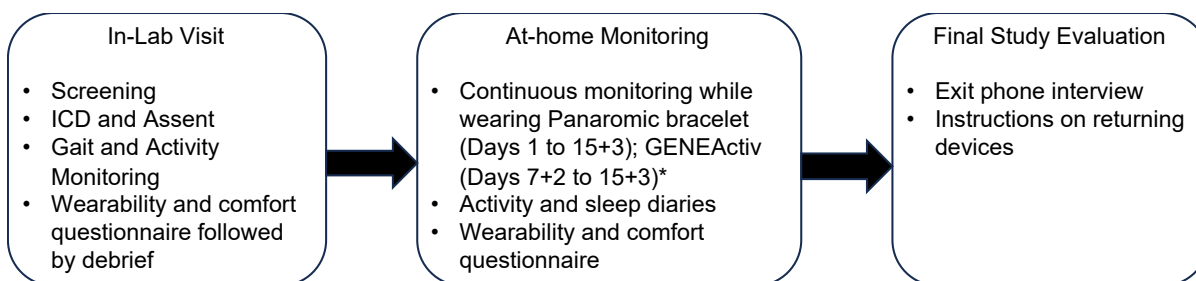 In-Lab Visit
• Screening
• ICD and Assent
• Gait and Activity
Monitoring
• Wearability and comfort
questionnaire followed
by debrief
At-home Monitoring
• Continuous monitoring while
wearing Panaromic bracelet
(Days 1 to 15+3); GENEActiv
(Days 7+2 to 15+3)*
• Activity and sleep diaries
• Wearability and comfort
questionnaire
Final Study Evaluation
• Exit phone interview
• Instructions on returning
devices